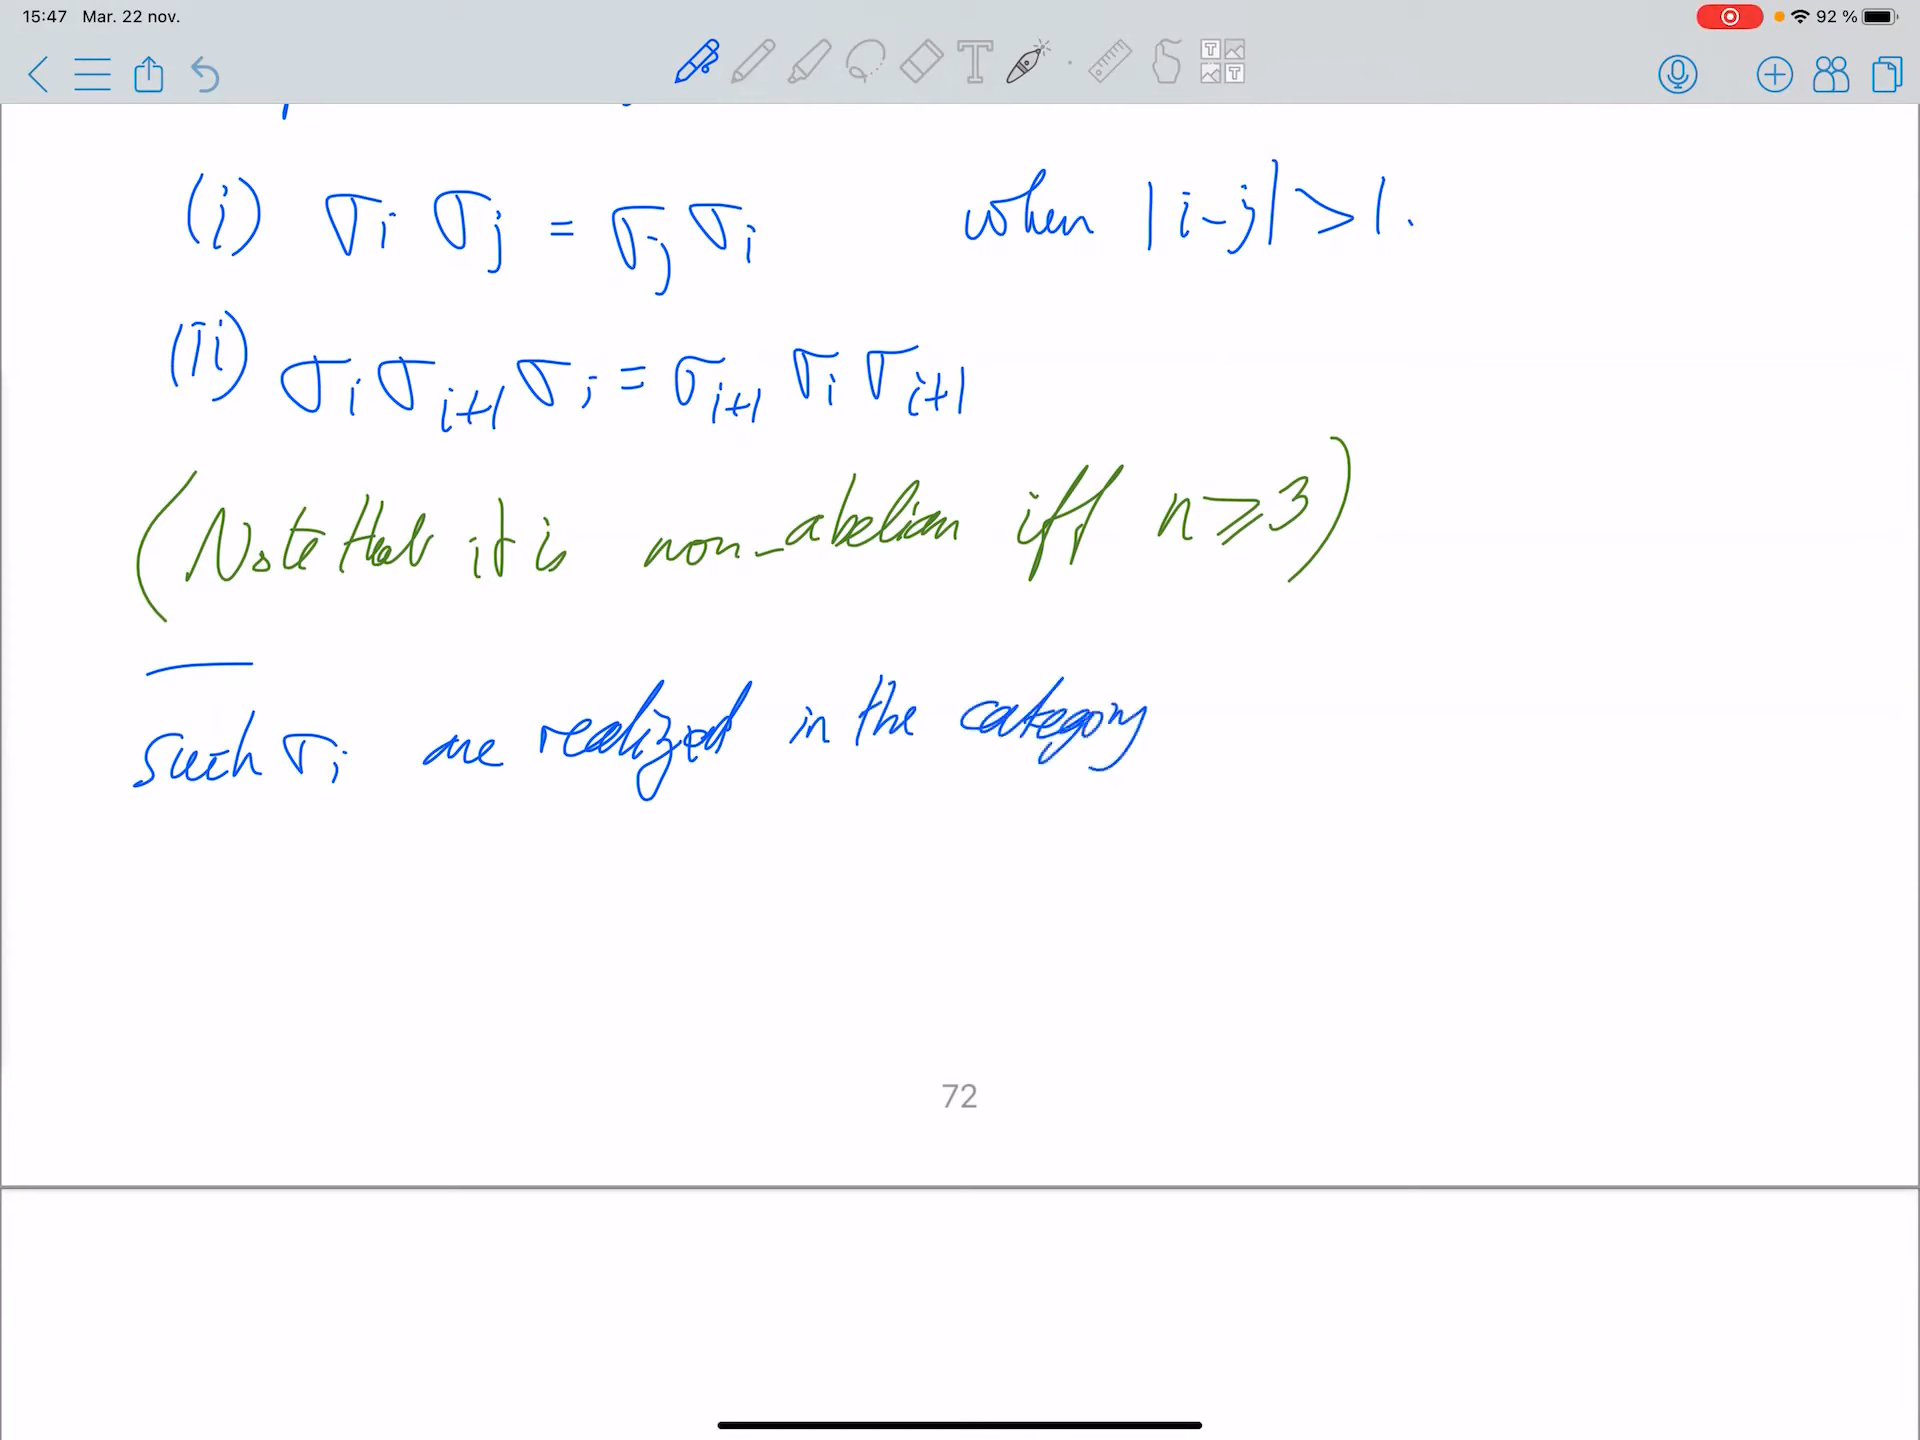 15:47 Mar. 22 nov. 92 %
(i) σi σj = σj σi when |i-j| > 1.
(ii) σi σi+1 σi = σi+1 σi σi+1
(Note that it is non-abelian iff n ⩾ 3)
such σi are realized in the category
72